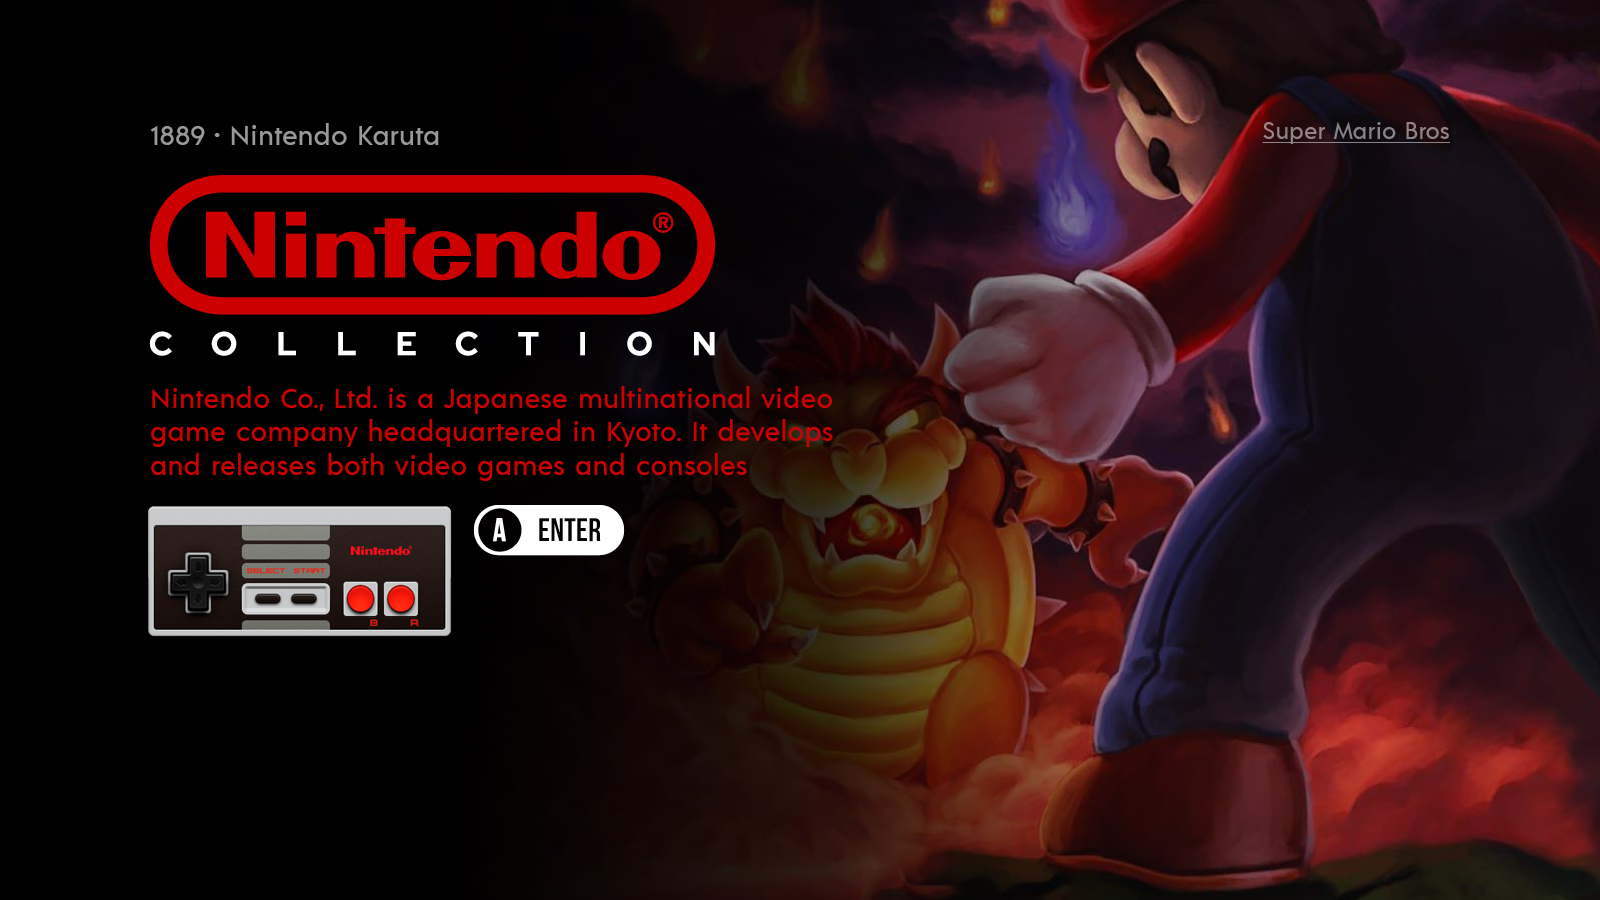 1889 · Nintendo Karuta
Super Mario Bros
Nintendo®
COLLECTION
Nintendo Co., Ltd. is a Japanese multinational video
game company headquartered in Kyoto. It develops
and releases both video games and consoles
A ENTER
Nintendo®
SELECT START
B A